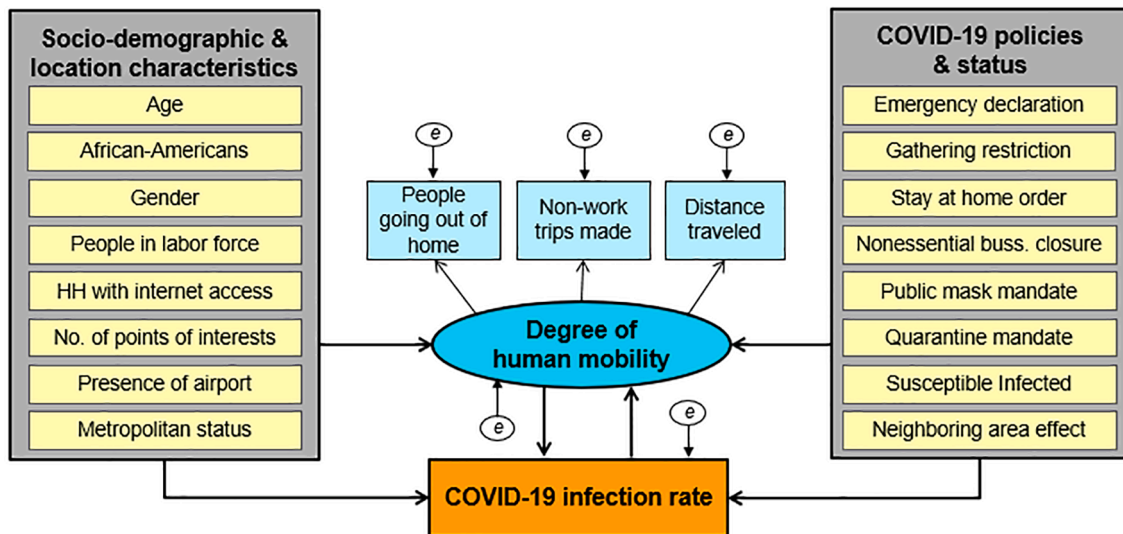 Socio-demographic &
location characteristics
Age
African-Americans
Gender
People in labor force
HH with internet access
No. of points of interests
Presence of airport
Metropolitan status
e
e
e
People
going out of
home
Non-work
trips made
Distance
traveled
Degree of
human mobility
e
e
COVID-19 infection rate
COVID-19 policies
& status
Emergency declaration
Gathering restriction
Stay at home order
Nonessential buss. closure
Public mask mandate
Quarantine mandate
Susceptible Infected
Neighboring area effect